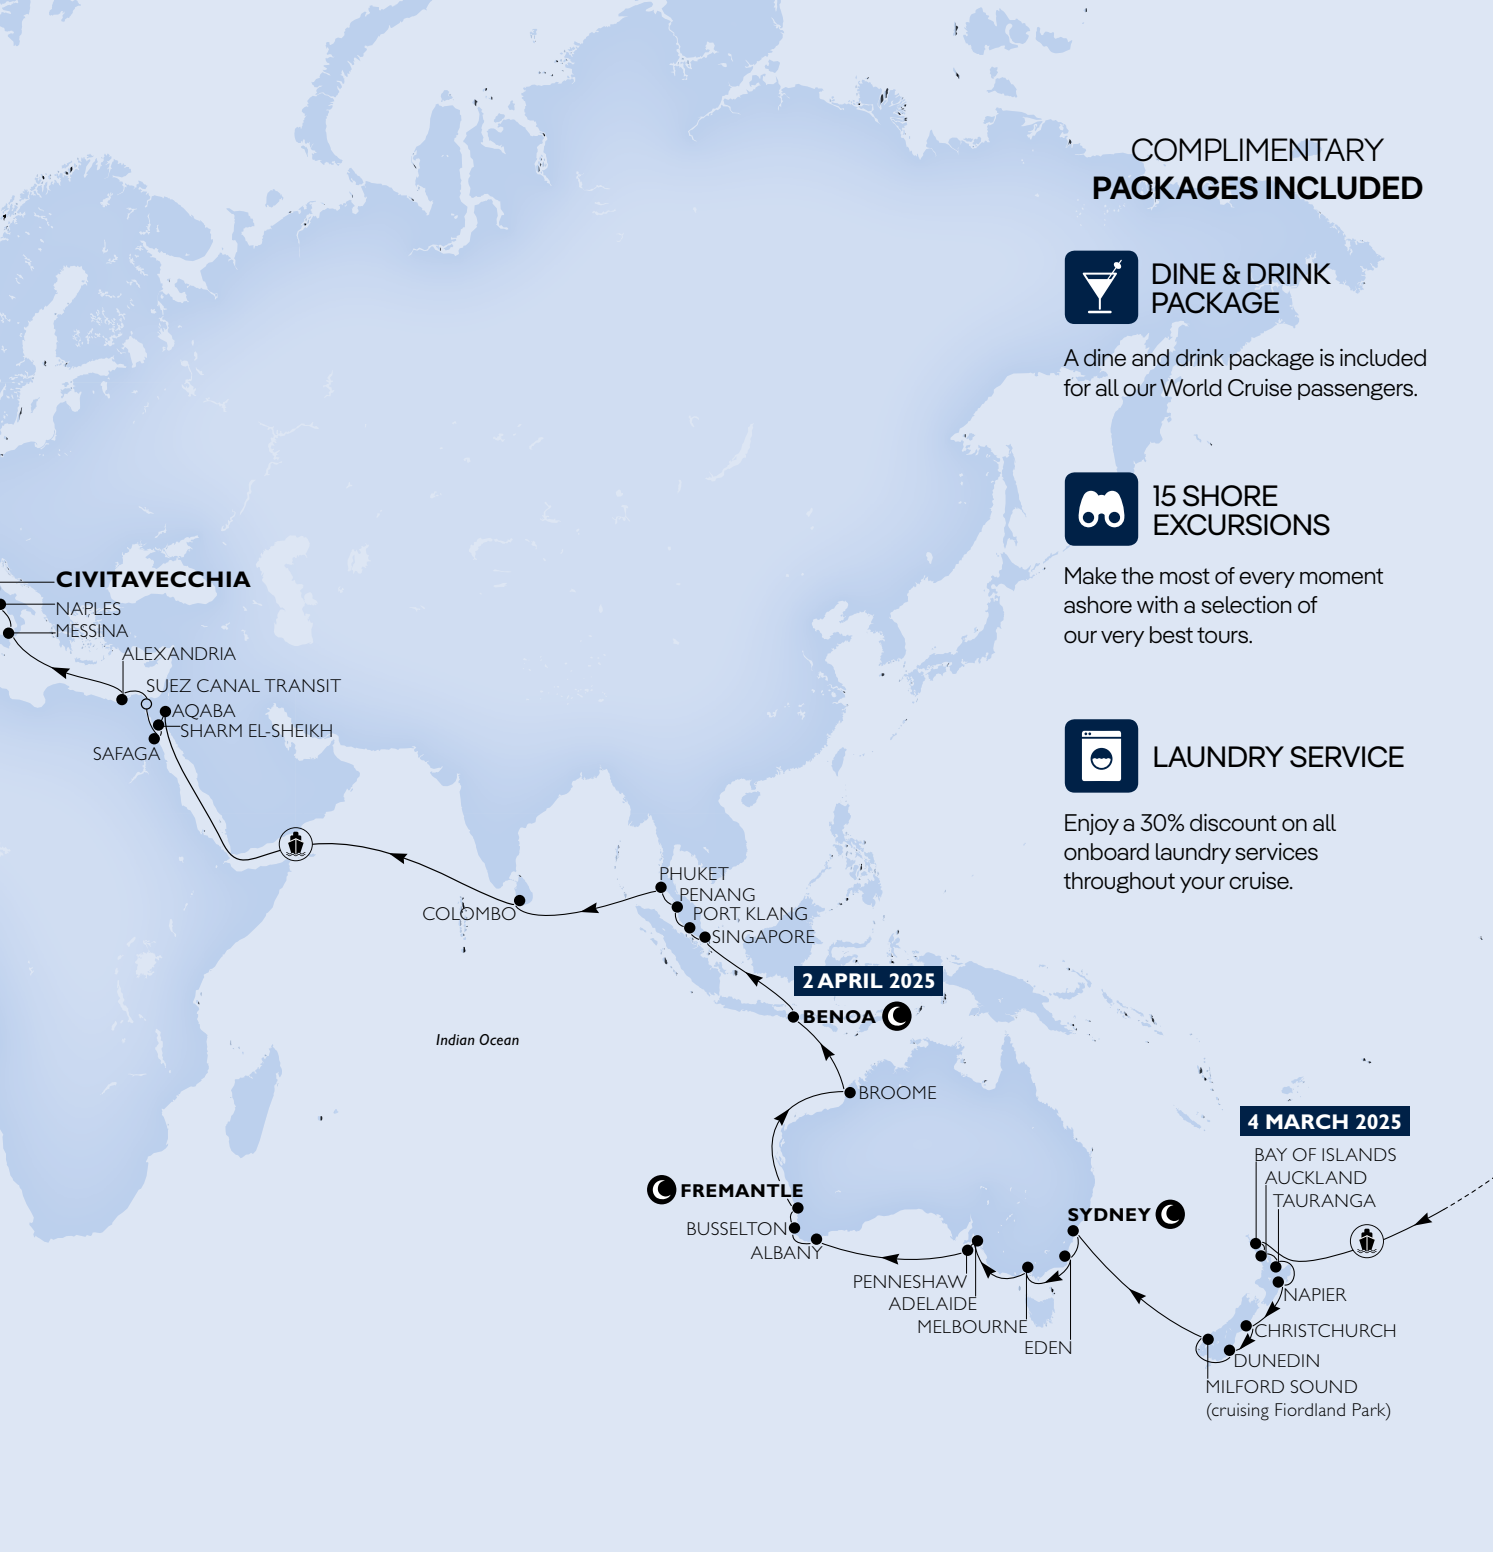 COMPLIMENTARY
PACKAGES INCLUDED
DINE & DRINK
PACKAGE
A dine and drink package is included
for all our World Cruise passengers.
15 SHORE
EXCURSIONS
Make the most of every moment
ashore with a selection of
our very best tours.
LAUNDRY SERVICE
Enjoy a 30% discount on all
onboard laundry services
throughout your cruise.
CIVITAVECCHIA
NAPLES
MESSINA
ALEXANDRIA
SUEZ CANAL TRANSIT
AQABA
SHARM EL-SHEIKH
SAFAGA
COLOMBO
PHUKET
PENANG
PORT KLANG
SINGAPORE
2 APRIL 2025
BENOA
Indian Ocean
BROOME
FREMANTLE
BUSSELTON
ALBANY
PENNESHAW
ADELAIDE
MELBOURNE
EDEN
SYDNEY
4 MARCH 2025
BAY OF ISLANDS
AUCKLAND
TAURANGA
NAPIER
CHRISTCHURCH
DUNEDIN
MILFORD SOUND
(cruising Fiordland Park)